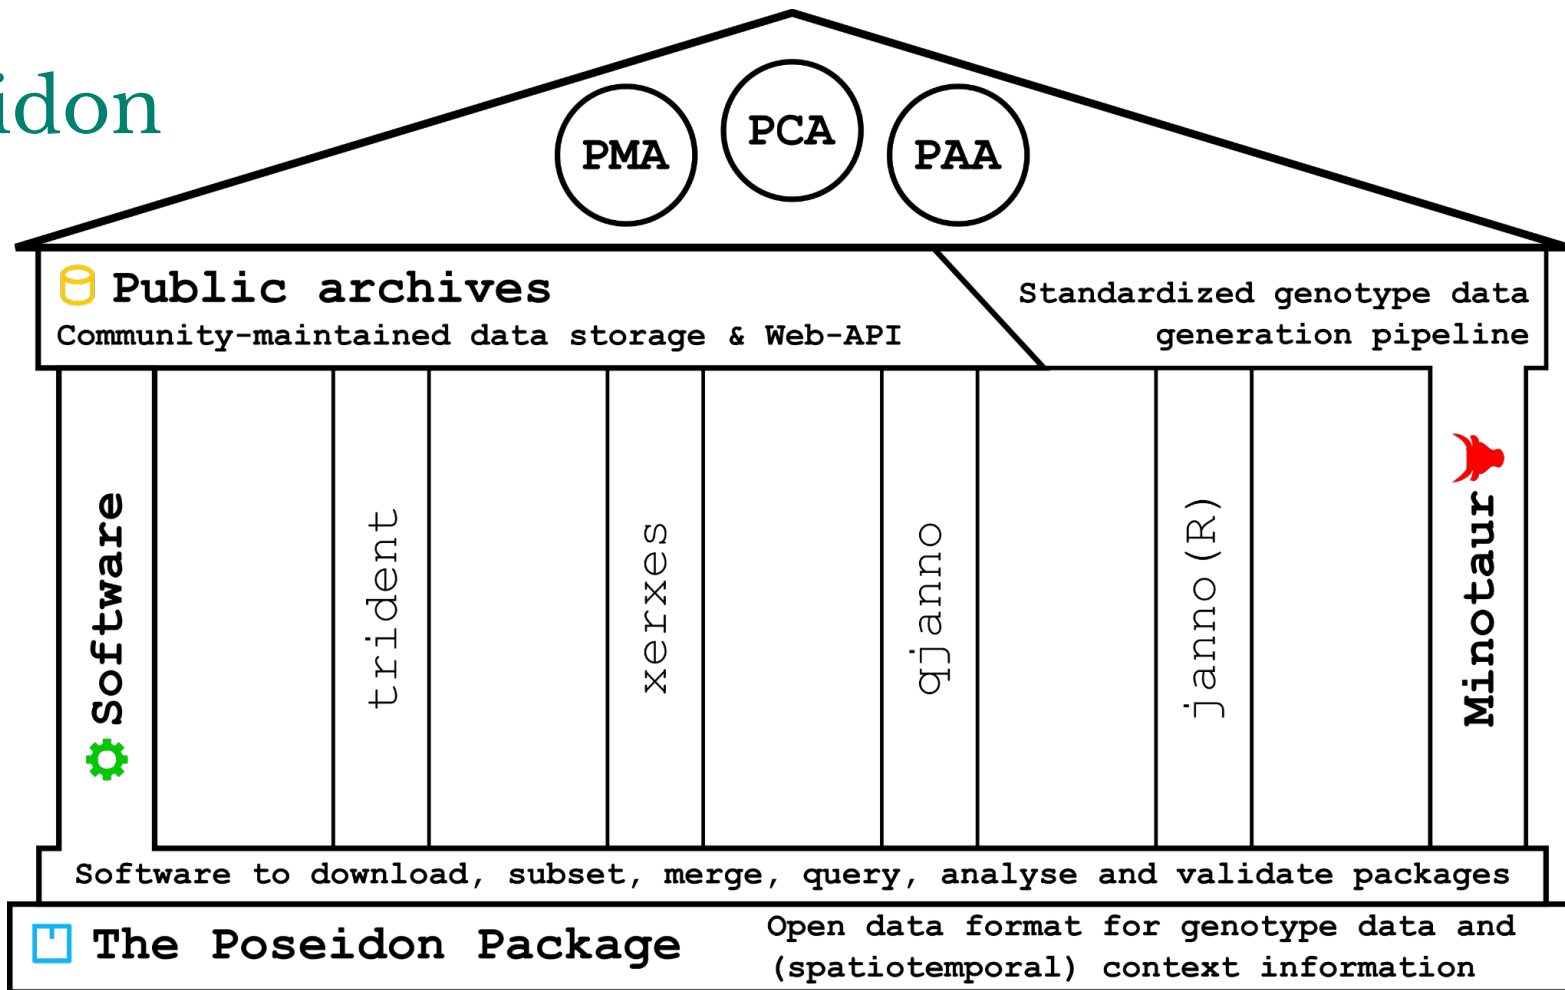 idon
PMA
PCA
PAA
Public archives
Community-maintained data storage & Web-API
Standardized genotype data
generation pipeline
Software
trident
xerxes
qjanno
janno(R)
Minotaur
Software to download, subset, merge, query, analyse and validate packages
The Poseidon Package
Open data format for genotype data and
(spatiotemporal) context information